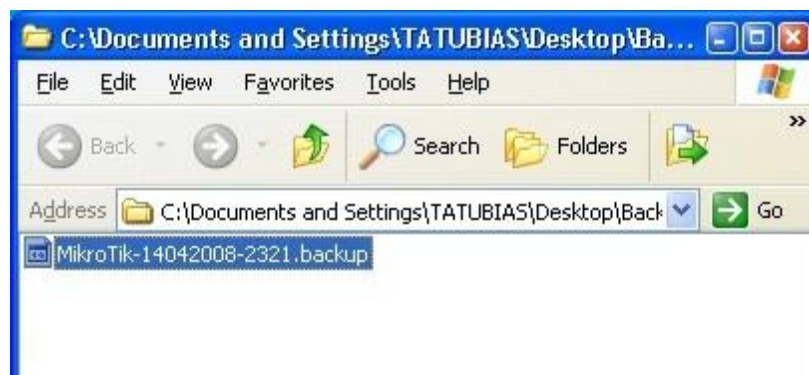 C:\Documents and Settings\TATUBIAS\Desktop\Ba...
File Edit View Favorites Tools Help
Back Search Folders »
Address C:\Documents and Settings\TATUBIAS\Desktop\Back Go
MikroTik-14042008-2321.backup